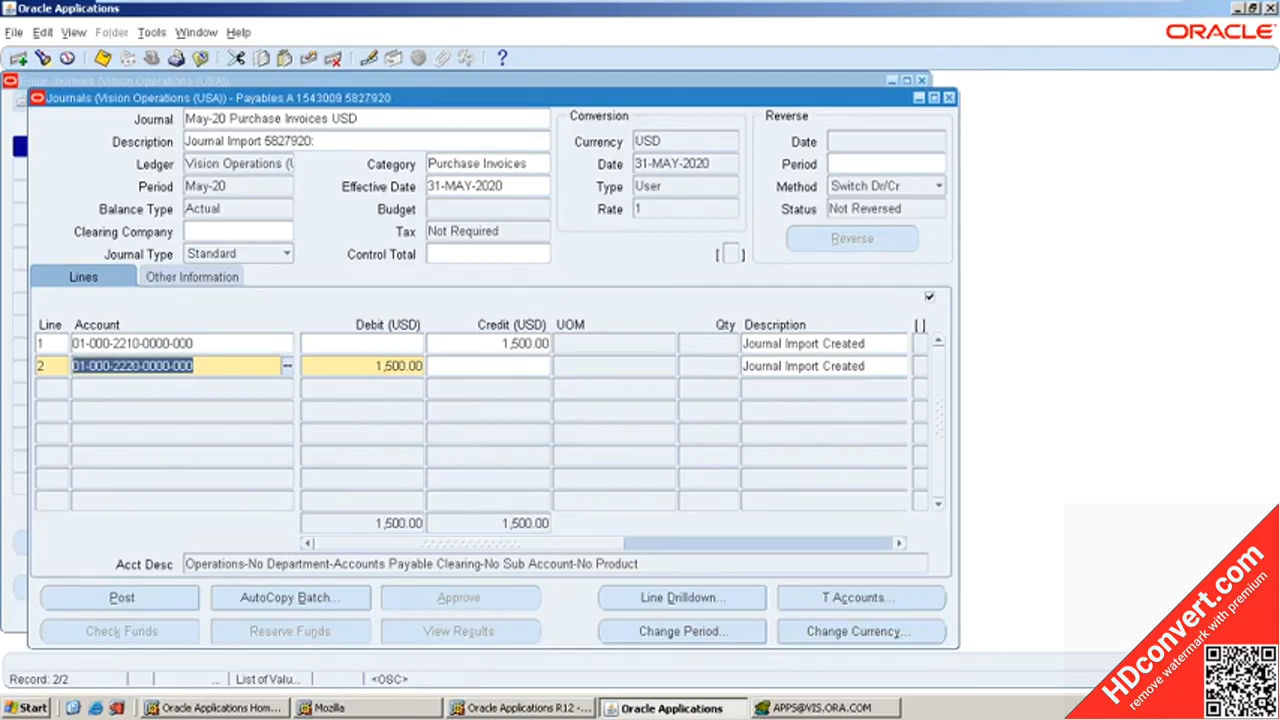 Oracle Applications
File Edit View Folder Tools Window Help
ORACLE
Enter Journals (Vision Operations (USA))
Journals (Vision Operations (USA)) - Payables A 1543009 5827920
Journal May-20 Purchase Invoices USD
Description Journal Import 5827920:
Ledger Vision Operations (U Category Purchase Invoices
Period May-20 Effective Date 31-MAY-2020
Balance Type Actual Budget
Clearing Company Tax Not Required
Journal Type Standard Control Total
Conversion
Currency USD
Date 31-MAY-2020
Type User
Rate 1
Reverse
Date
Period
Method Switch Dr/Cr
Status Not Reversed
Reverse
[ ]
Lines Other Information
Line Account Debit (USD) Credit (USD) UOM Qty Description [ ]
1 01-000-2210-0000-000 1,500.00 Journal Import Created
2 01-000-2220-0000-000 1,500.00 Journal Import Created
1,500.00 1,500.00
Acct Desc Operations-No Department-Accounts Payable Clearing-No Sub Account-No Product
Post AutoCopy Batch... Approve Line Drilldown... T Accounts...
Check Funds Reserve Funds View Results Change Period... Change Currency...
Record: 2/2 ... List of Valu... <OSC>
Start Oracle Applications Hom... Mozilla Oracle Applications R12 - ... Oracle Applications APPS@VIS.ORA.COM
HDconvert.com
remove watermark with premium